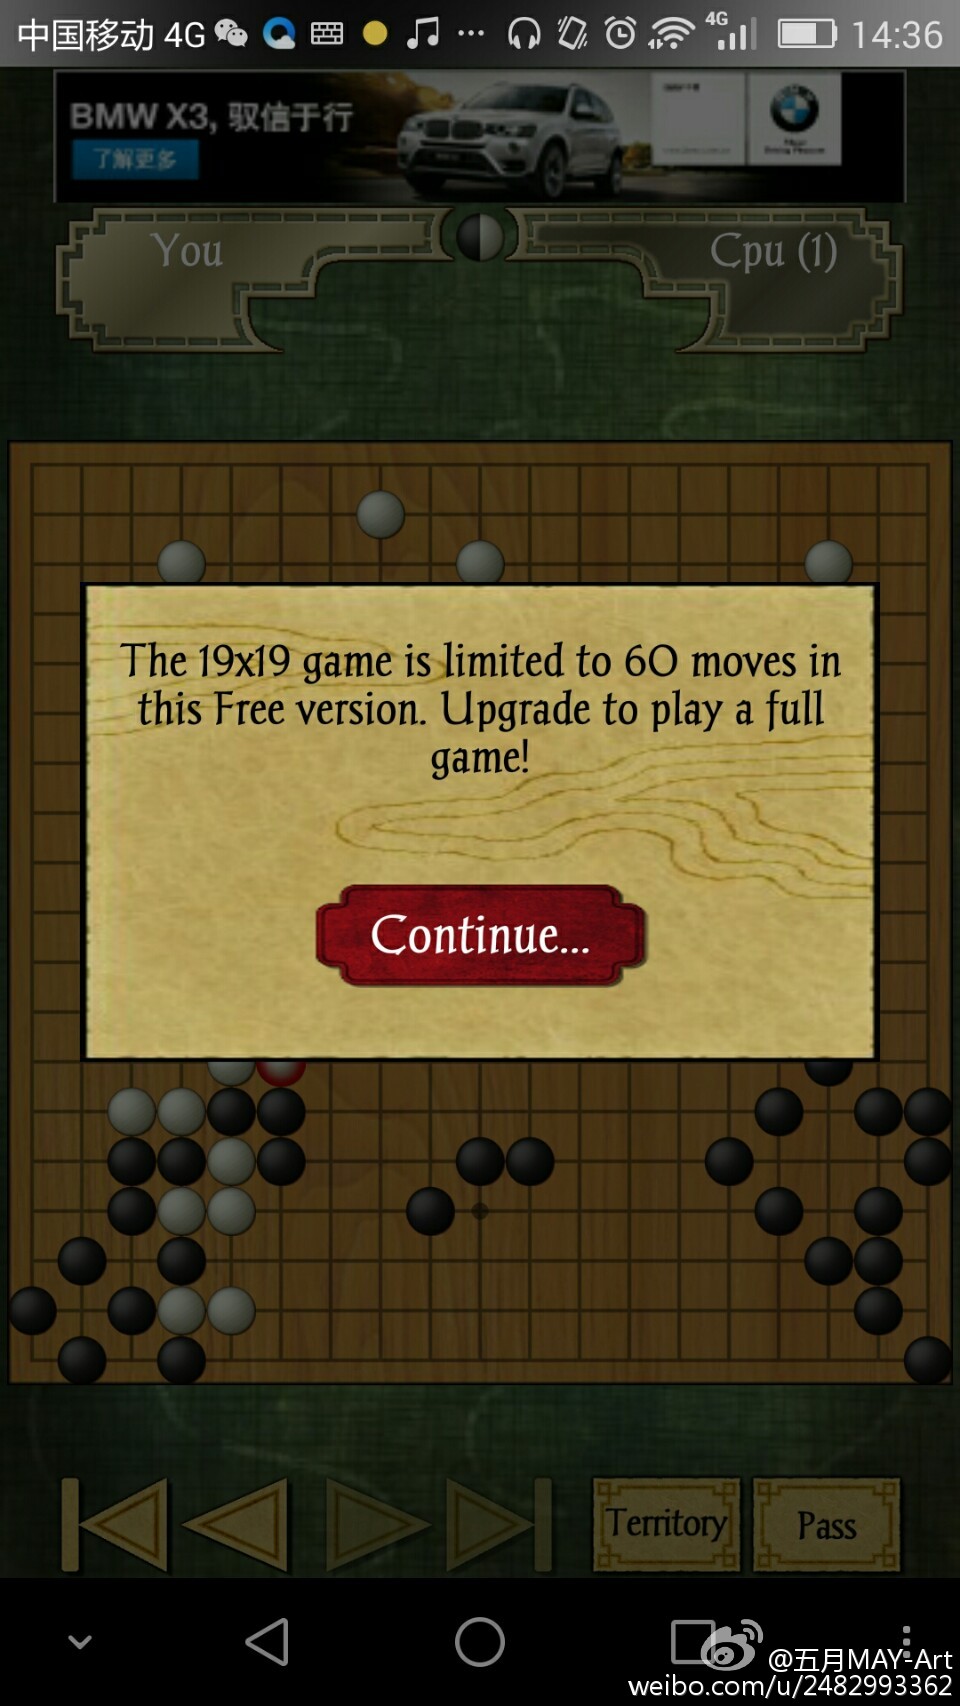 中国移动 4G 4G 14:36
BMW X3, 驭信于行
了解更多
You Cpu (1)
The 19x19 game is limited to 60 moves in
this Free version. Upgrade to play a full
game!
Continue...
Territory Pass
@五月MAY-Art
weibo.com/u/2482993362